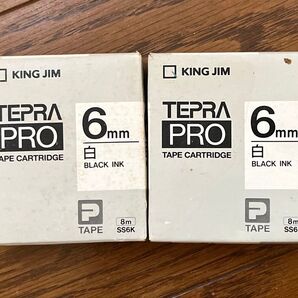 KING JIM
TEPRA
PRO
TAPE CARTRIDGE
6mm
白
BLACK INK
P
TAPE
8m
SS6K
KING JIM
TEPRA
PRO
TAPE CARTRIDGE
6mm
白
BLACK INK
P
TAPE
8m
SS6